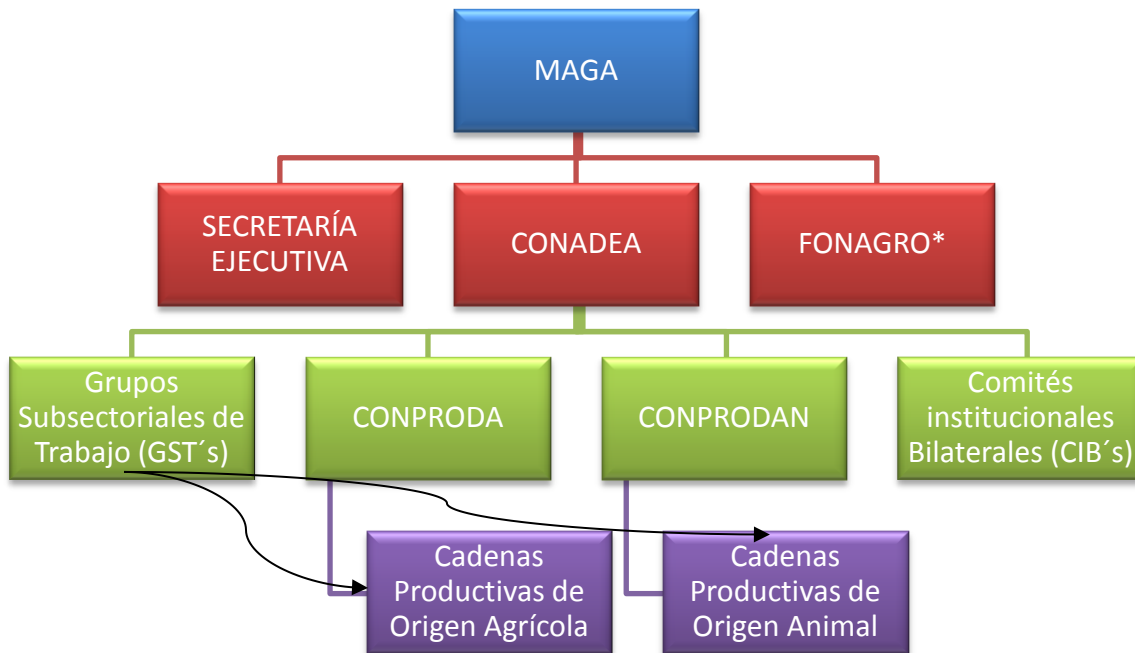 MAGA
SECRETARÍA
EJECUTIVA
CONADEA
FONAGRO*
Grupos
Subsectoriales de
Trabajo (GST´s)
CONPRODA
CONPRODAN
Comités
institucionales
Bilaterales (CIB´s)
Cadenas
Productivas de
Origen Agrícola
Cadenas
Productivas de
Origen Animal